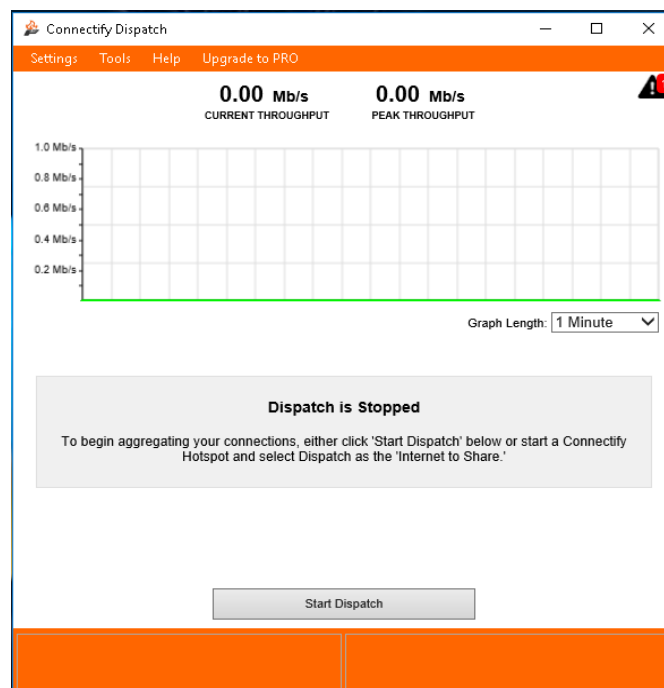 Connectify Dispatch
Settings Tools Help Upgrade to PRO
0.00 Mb/s 0.00 Mb/s
CURRENT THROUGHPUT PEAK THROUGHPUT
1.0 Mb/s
0.8 Mb/s
0.6 Mb/s
0.4 Mb/s
0.2 Mb/s
Graph Length: 1 Minute
Dispatch is Stopped
To begin aggregating your connections, either click 'Start Dispatch' below or start a Connectify
Hotspot and select Dispatch as the 'Internet to Share.'
Start Dispatch